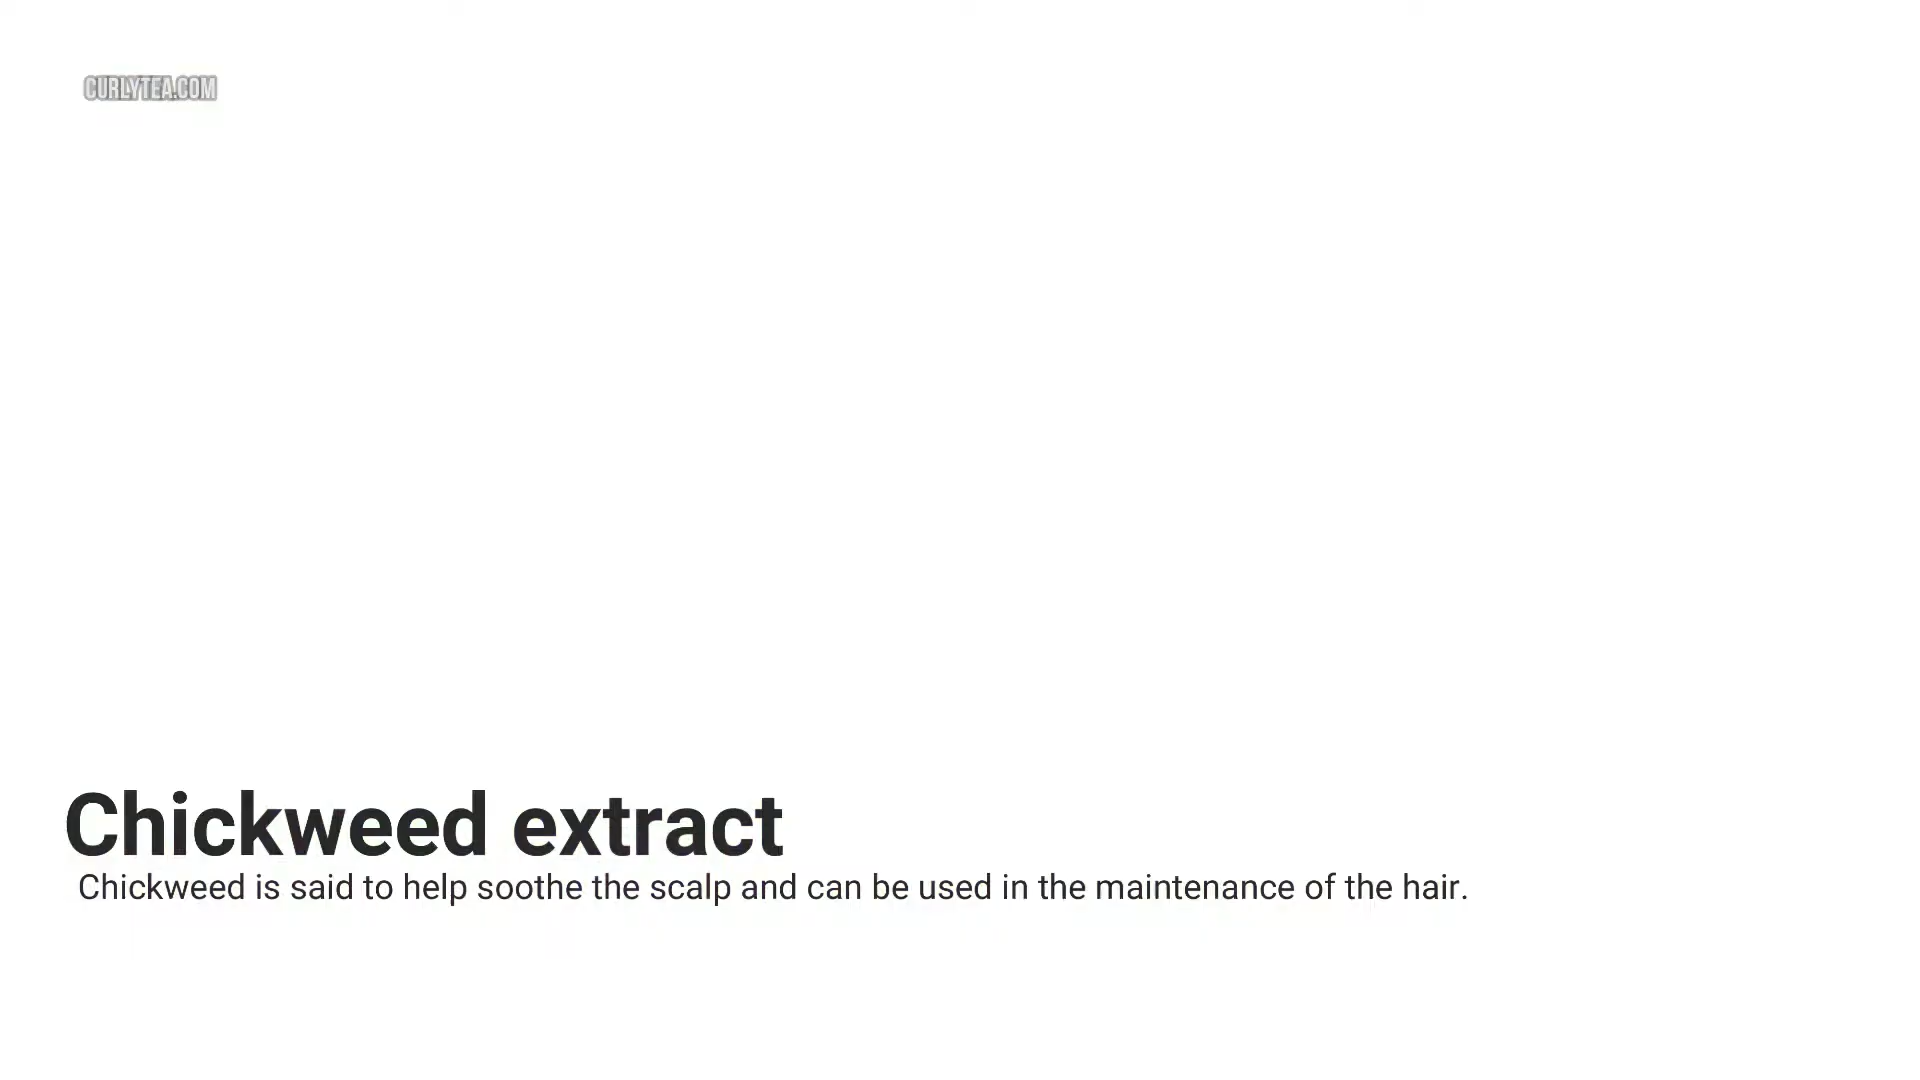 CURLYTEA.COM
Chickweed extract
Chickweed is said to help soothe the scalp and can be used in the maintenance of the hair.